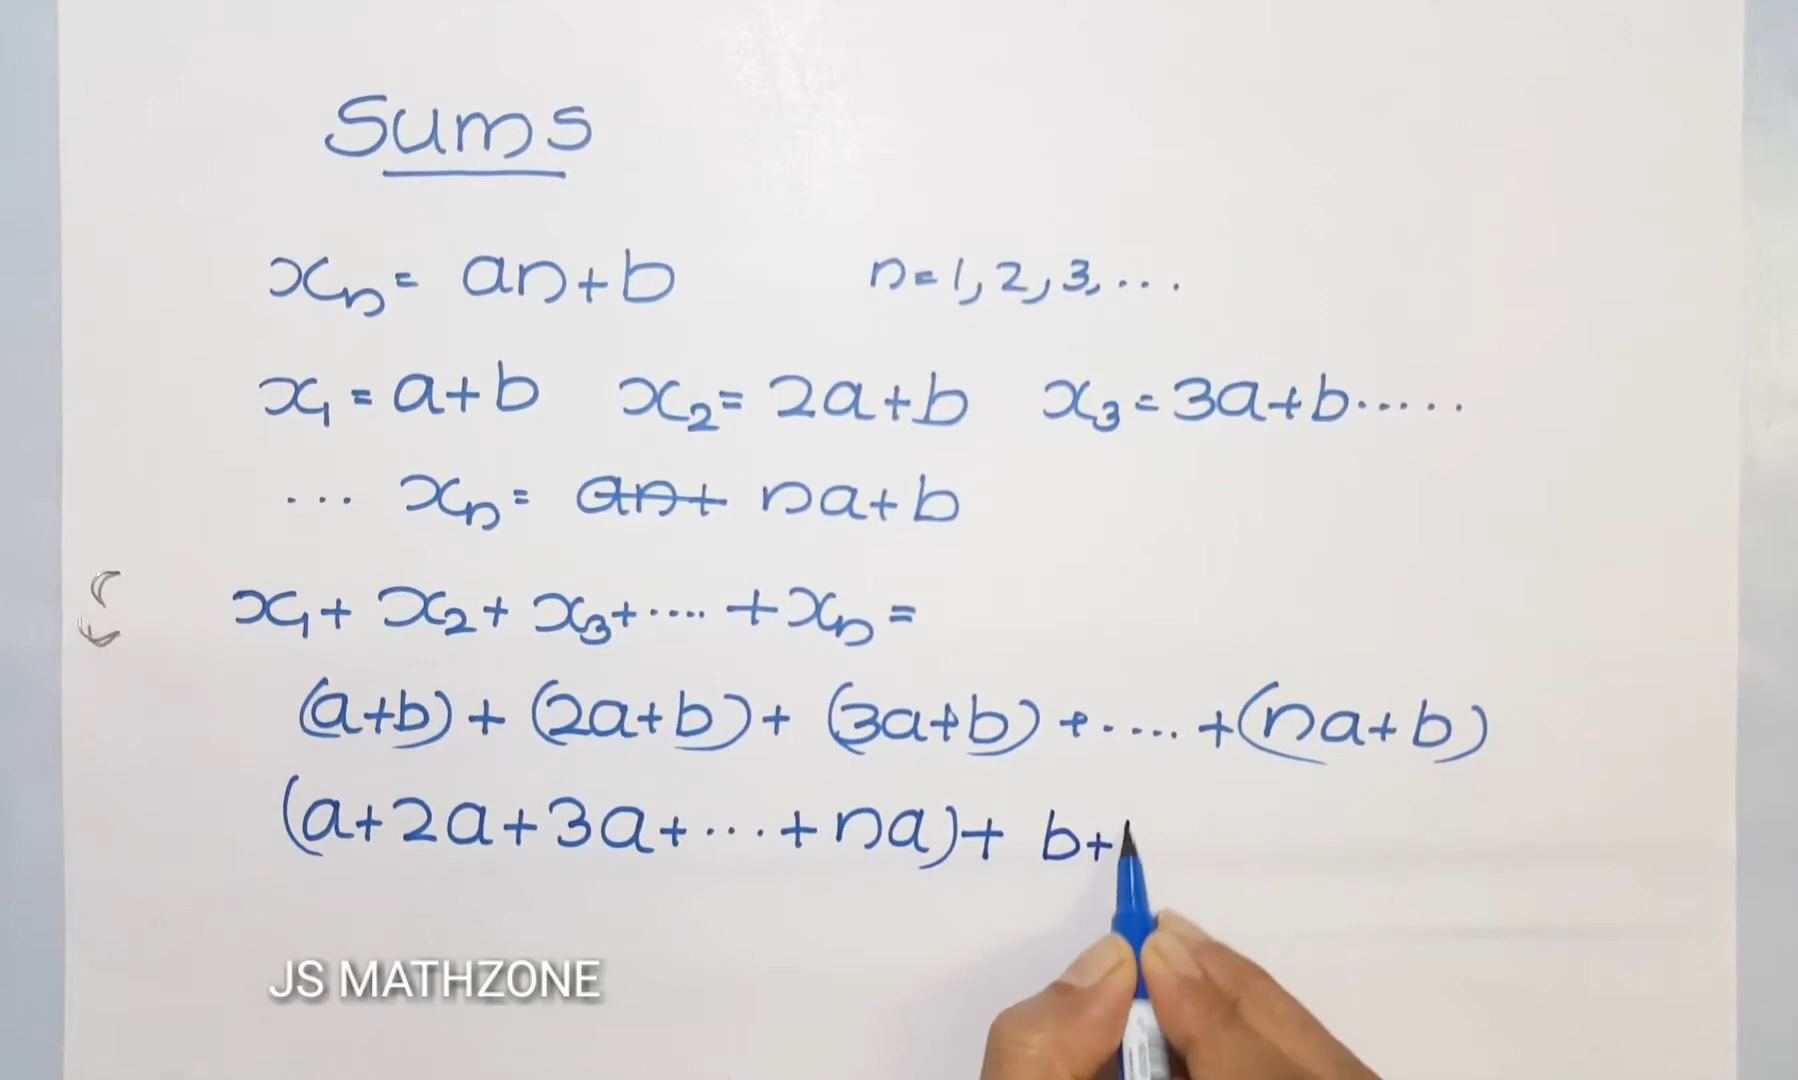 Sums
xₙ = an+b n=1, 2, 3, ...
x₁ = a+b x₂ = 2a+b x₃ = 3a+b.....
... xₙ = an+ na+b
x₁+ x₂+ x₃+.... +xₙ =
(a+b)+(2a+b)+ (3a+b)+....+(na+b)
(a+2a+3a+...+na)+ b+
JS MATHZONE